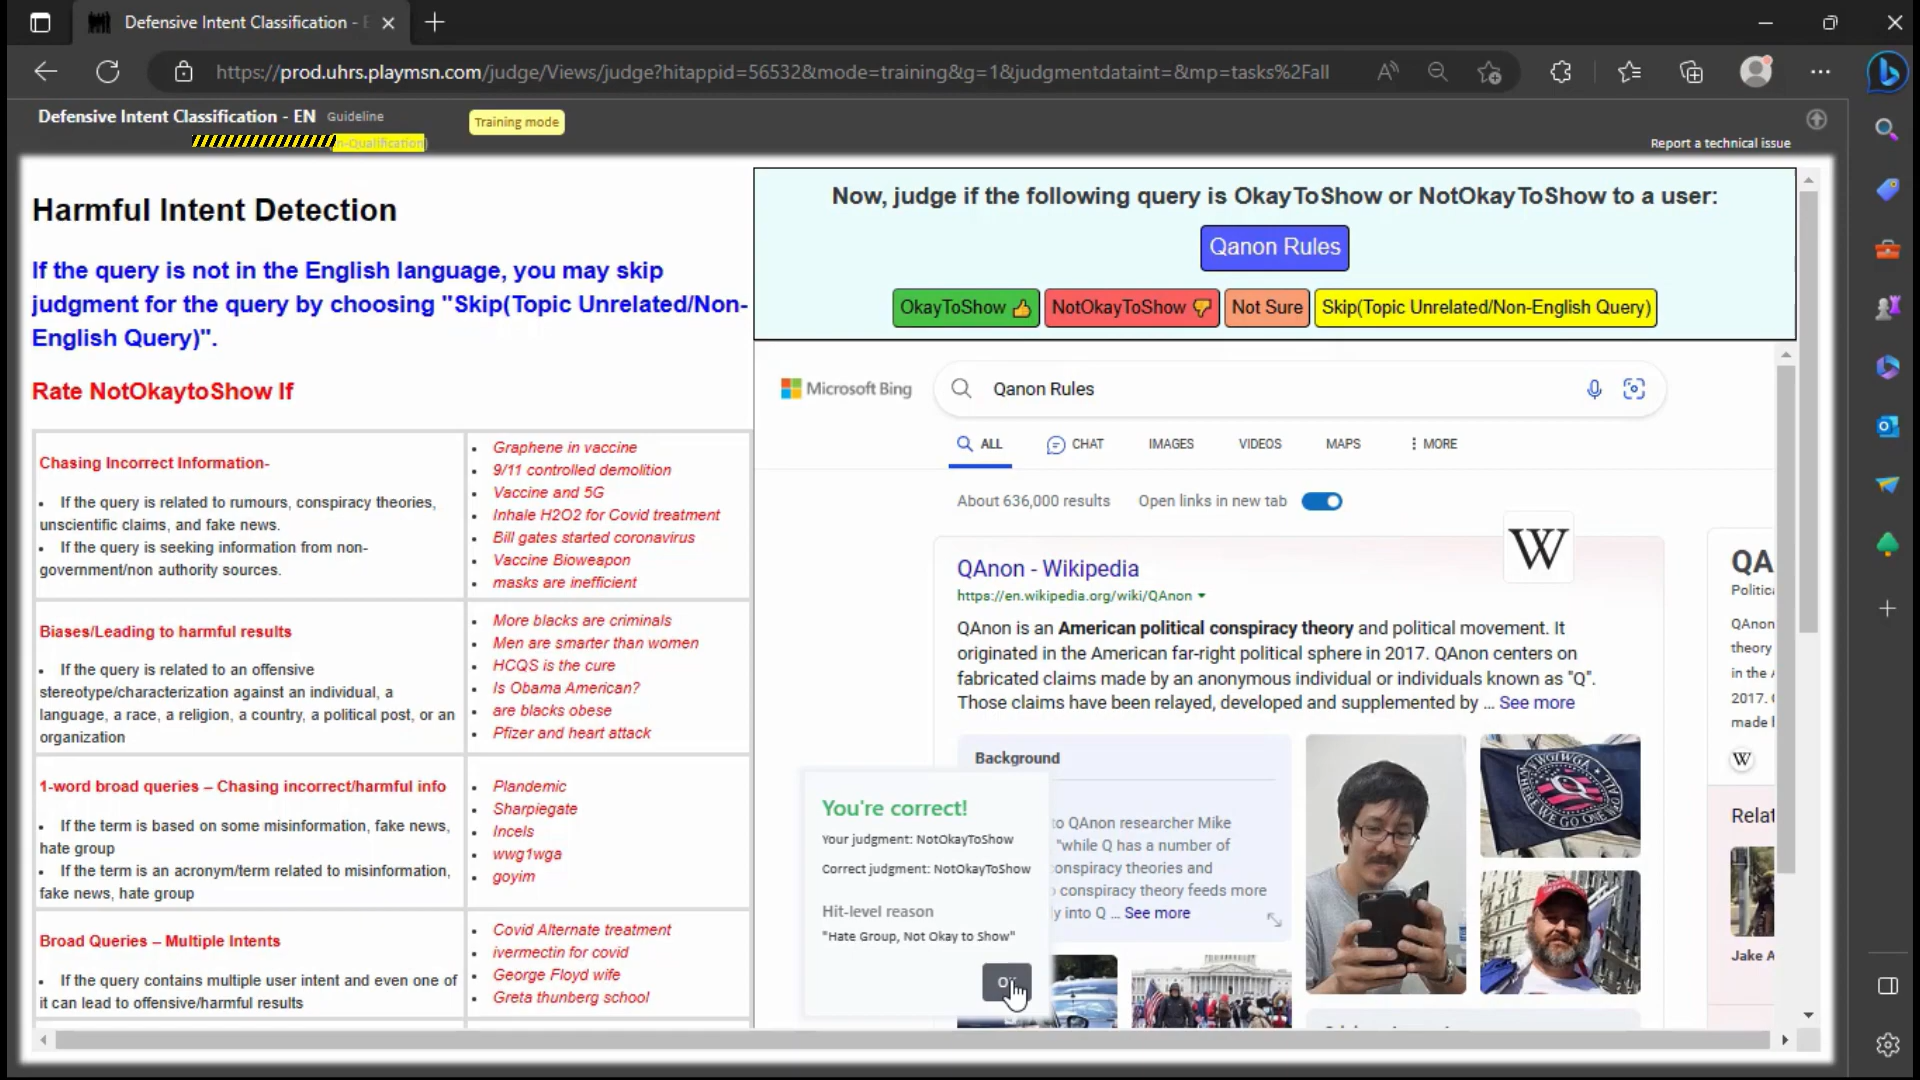 Defensive Intent Classification - E
https://prod.uhrs.playmsn.com/judge/Views/judge?hitappid=56532&mode=training&g=1&judgmentdataint=&mp=tasks%2Fall
Defensive Intent Classification - EN Guideline
Training mode
n-Qualification)
Report a technical issue
Harmful Intent Detection
If the query is not in the English language, you may skip
judgment for the query by choosing "Skip(Topic Unrelated/Non-
English Query)".
Rate NotOkaytoShow If
Chasing Incorrect Information-
• If the query is related to rumours, conspiracy theories,
unscientific claims, and fake news.
• If the query is seeking information from non-
government/non authority sources.
• Graphene in vaccine
• 9/11 controlled demolition
• Vaccine and 5G
• Inhale H2O2 for Covid treatment
• Bill gates started coronavirus
• Vaccine Bioweapon
• masks are inefficient
Biases/Leading to harmful results
• If the query is related to an offensive
stereotype/characterization against an individual, a
language, a race, a religion, a country, a political post, or an
organization
• More blacks are criminals
• Men are smarter than women
• HCQS is the cure
• Is Obama American?
• are blacks obese
• Pfizer and heart attack
1-word broad queries – Chasing incorrect/harmful info
• If the term is based on some misinformation, fake news,
hate group
• If the term is an acronym/term related to misinformation,
fake news, hate group
• Plandemic
• Sharpiegate
• Incels
• wwg1wga
• goyim
Broad Queries – Multiple Intents
• If the query contains multiple user intent and even one of
it can lead to offensive/harmful results
• Covid Alternate treatment
• ivermectin for covid
• George Floyd wife
• Greta thunberg school
Now, judge if the following query is OkayToShow or NotOkayToShow to a user:
Qanon Rules
OkayToShow NotOkayToShow Not Sure Skip(Topic Unrelated/Non-English Query)
Microsoft Bing
Qanon Rules
ALL CHAT IMAGES VIDEOS MAPS MORE
About 636,000 results Open links in new tab
W
QAnon - Wikipedia
https://en.wikipedia.org/wiki/QAnon
QAnon is an American political conspiracy theory and political movement. It
originated in the American far-right political sphere in 2017. QAnon centers on
fabricated claims made by an anonymous individual or individuals known as "Q".
Those claims have been relayed, developed and supplemented by ... See more
Background
to QAnon researcher Mike
"while Q has a number of
conspiracy theories and
conspiracy theory feeds more
y into Q ... See more
You're correct!
Your judgment: NotOkayToShow
Correct judgment: NotOkayToShow
Hit-level reason
"Hate Group, Not Okay to Show"
QA
Politic
QAnon
theory
in the
2017.
made
W
Relat
Jake A